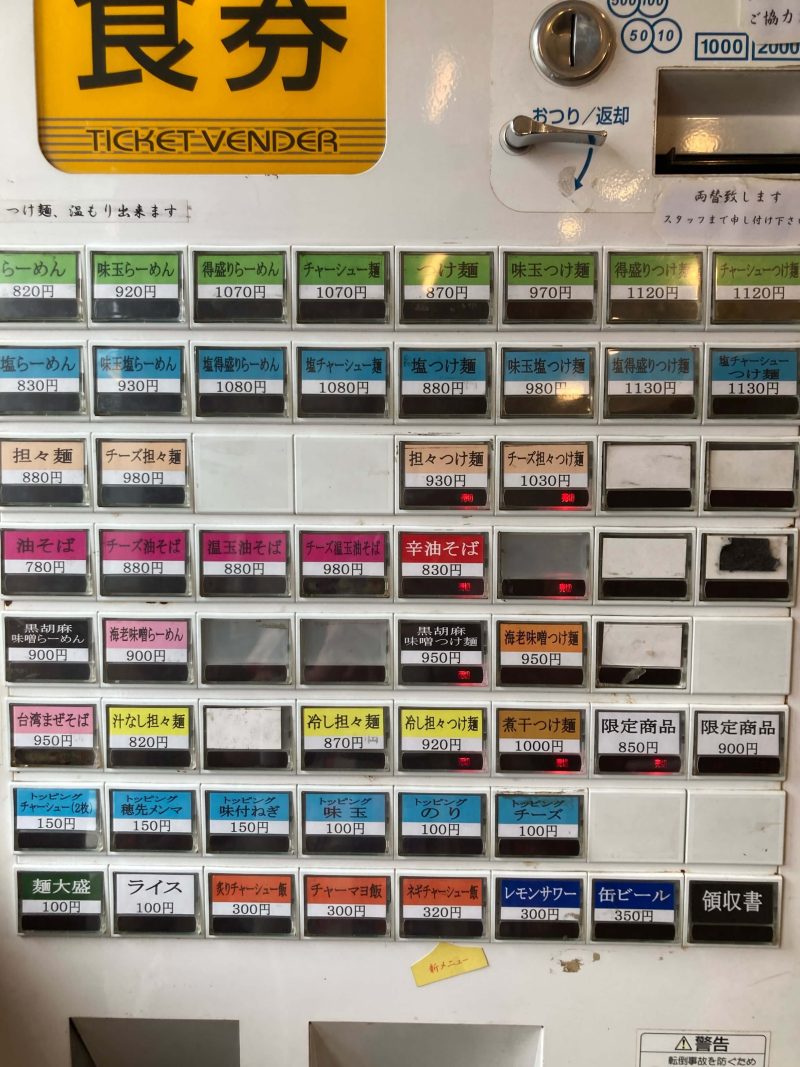 食券
TICKET VENDER
500 100
50 10
1000 2000
ご協力
おつり/返却
両替致します
スタッフまで申し付け下さ
つけ麺、温もり出来ます
らーめん 味玉らーめん 得盛りらーめん チャーシュー麺 つけ麺 味玉つけ麺 得盛りつけ麺 チャーシューつけ麺
820円 920円 1070円 1070円 870円 970円 1120円 1120円
塩らーめん 味玉塩らーめん 塩得盛りらーめん 塩チャーシュー麺 塩つけ麺 味玉塩つけ麺 塩得盛りつけ麺 塩チャーシューつけ麺
830円 930円 1080円 1080円 880円 980円 1130円 1130円
担々麺 チーズ担々麺 担々つけ麺 チーズ担々つけ麺
880円 980円 930円 1030円
売切 売切
油そば チーズ油そば 温玉油そば チーズ温玉油そば 辛油そば
780円 880円 880円 980円 830円
売切 売切
黒胡麻味噌らーめん 海老味噌らーめん 黒胡麻味噌つけ麺 海老味噌つけ麺
900円 900円 950円 950円
売切
台湾まぜそば 汁なし担々麺 冷し担々麺 冷し担々つけ麺 煮干つけ麺 限定商品 限定商品
950円 820円 870円 920円 1000円 850円 900円
売切 売切 売切
トッピング トッピング トッピング トッピング トッピング トッピング
チャーシュー(2枚) 穂先メンマ 味付ねぎ 味玉 のり チーズ
150円 150円 150円 100円 100円 100円
麺大盛 ライス 炙りチャーシュー飯 チャーマヨ飯 ネギチャーシュー飯 レモンサワー 缶ビール 領収書
100円 100円 300円 300円 320円 300円 350円
新メニュー
警告
転倒事故を防ぐため